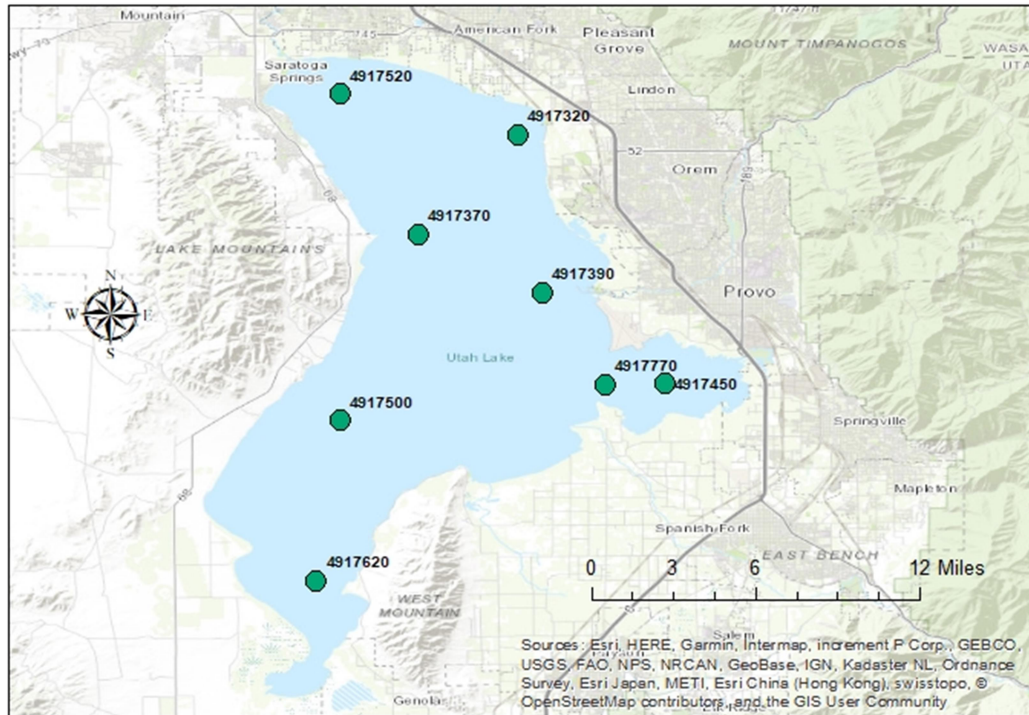 Mountain
145
American Fork
Pleasant
Grove
MOUNT TIMPANOGOS
WASA
UTA
Saratoga
Springs
4917520
Lindon
4917320
52
Orem
189
68
4917370
LAKE MOUNTAINS
4917390
Provo
N
W E
S
Utah Lake
4917770
4917450
4917500
Springville
68
Mapleton
Spanish Fork
EAST BENCH
4917620
0 3 6 12 Miles
WEST
MOUNTAIN
Salem
Genola
Sources: Esri, HERE, Garmin, Intermap, increment P Corp., GEBCO,
USGS, FAO, NPS, NRCAN, GeoBase, IGN, Kadaster NL, Ordnance
Survey, Esri Japan, METI, Esri China (Hong Kong), swisstopo, ©
OpenStreetMap contributors, and the GIS User Community